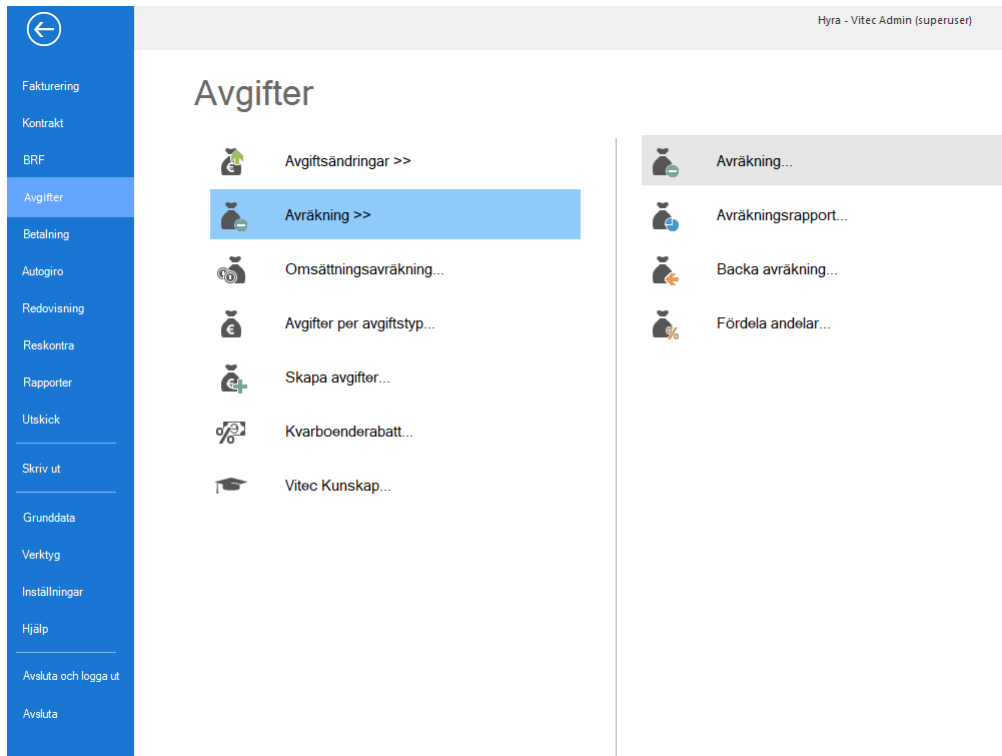 Hyra - Vitec Admin (superuser)
Fakturering
Kontrakt
BRF
Avgifter
Betalning
Autogiro
Redovisning
Reskontra
Rapporter
Utskick
Skriv ut
Grunddata
Verktyg
Inställningar
Hjälp
Avsluta och logga ut
Avsluta
Avgifter
Avgiftsändringar >>
Avräkning >>
Omsättningsavräkning...
Avgifter per avgiftstyp...
Skapa avgifter...
Kvarboenderabatt...
Vitec Kunskap...
Avräkning...
Avräkningsrapport...
Backa avräkning...
Fördela andelar...